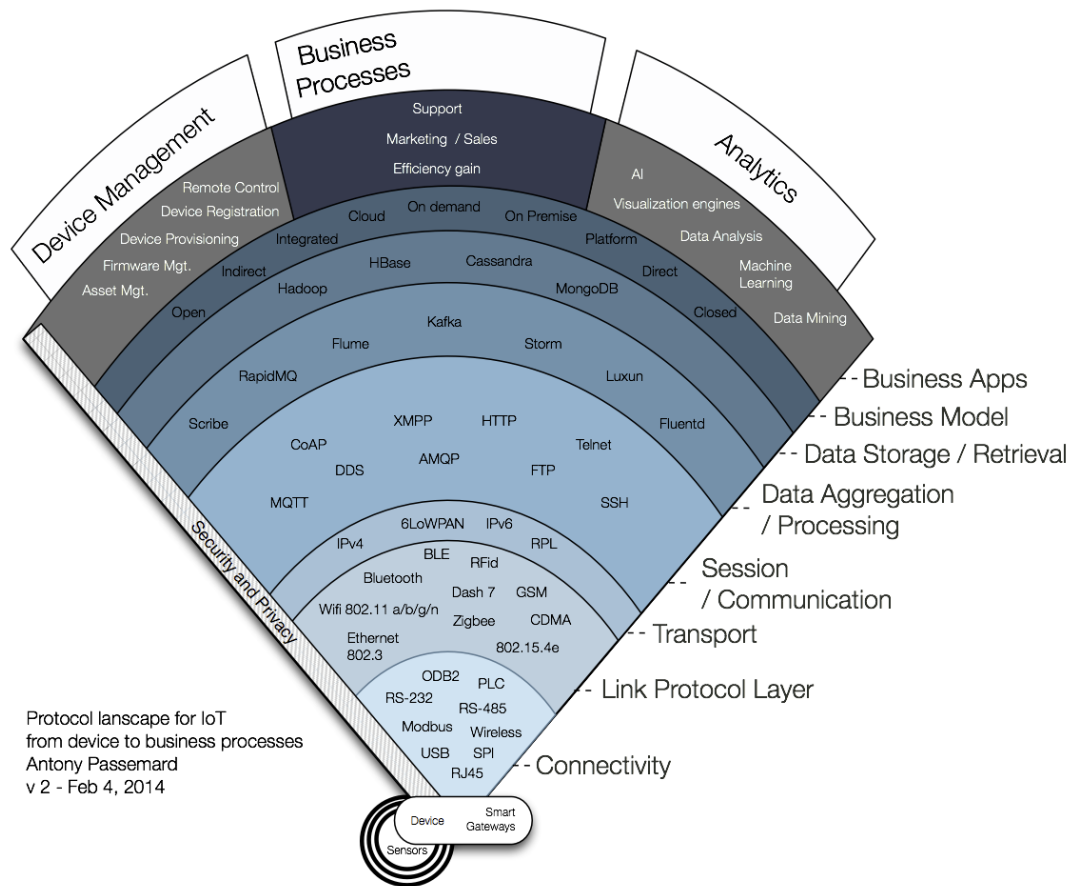 Business
Processes
Device Management
Analytics
Support
Marketing / Sales
Efficiency gain
Remote Control
Device Registration
Device Provisioning
Firmware Mgt.
Asset Mgt.
AI
Visualization engines
Data Analysis
Machine
Learning
Data Mining
Open
Indirect
Integrated
Cloud
On demand
On Premise
Platform
Direct
Closed
Hadoop
HBase
Cassandra
MongoDB
Scribe
RapidMQ
Flume
Kafka
Storm
Luxun
Fluentd
MQTT
CoAP
DDS
XMPP
AMQP
HTTP
FTP
Telnet
SSH
IPv4
6LoWPAN
IPv6
RPL
BLE
RFid
Bluetooth
Dash 7
GSM
Wifi 802.11 a/b/g/n
Zigbee
CDMA
Ethernet
802.3
802.15.4e
ODB2
PLC
RS-232
RS-485
Modbus
Wireless
USB
SPI
RJ45
Security and Privacy
Business Apps
Business Model
Data Storage / Retrieval
Data Aggregation
/ Processing
Session
/ Communication
Transport
Link Protocol Layer
Connectivity
Protocol lanscape for IoT
from device to business processes
Antony Passemard
v 2 - Feb 4, 2014
Device
Smart
Gateways
Sensors